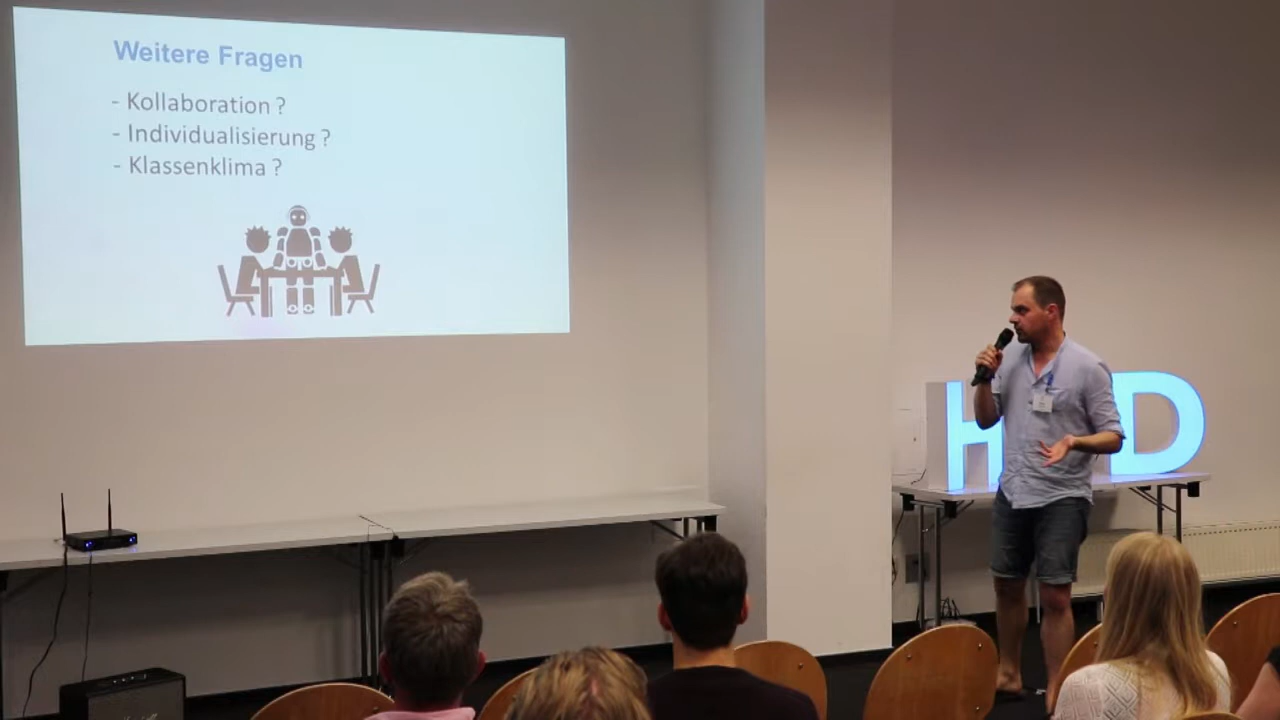 Weitere Fragen
- Kollaboration ?
- Individualisierung ?
- Klassenklima ?
H D